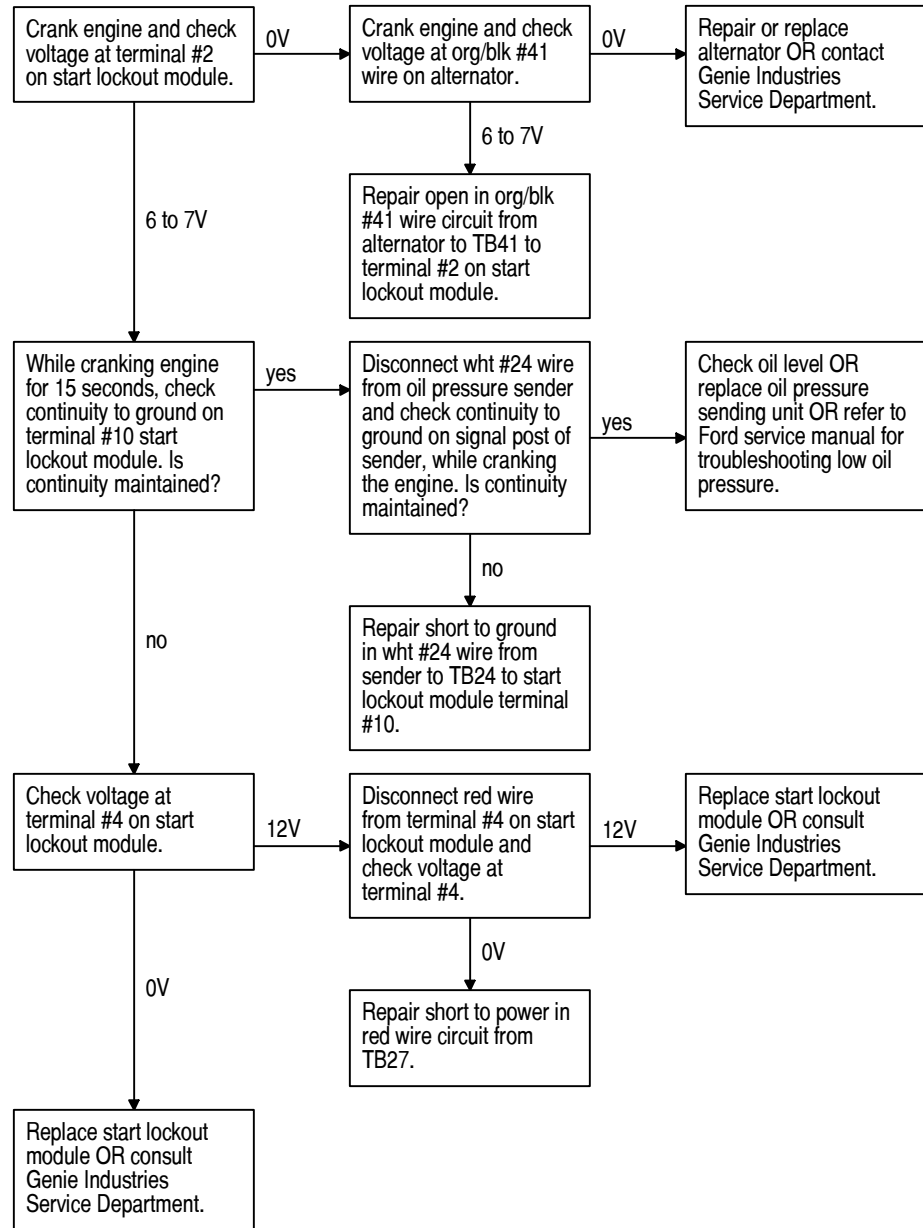 Crank engine and check
voltage at terminal #2
on start lockout module.
0V
Crank engine and check
voltage at org/blk #41
wire on alternator.
0V
Repair or replace
alternator OR contact
Genie Industries
Service Department.
6 to 7V
Repair open in org/blk
#41 wire circuit from
alternator to TB41 to
terminal #2 on start
lockout module.
6 to 7V
While cranking engine
for 15 seconds, check
continuity to ground on
terminal #10 start
lockout module. Is
continuity maintained?
yes
Disconnect wht #24 wire
from oil pressure sender
and check continuity to
ground on signal post of
sender, while cranking
the engine. Is continuity
maintained?
yes
Check oil level OR
replace oil pressure
sending unit OR refer to
Ford service manual for
troubleshooting low oil
pressure.
no
Repair short to ground
in wht #24 wire from
sender to TB24 to start
lockout module terminal
#10.
no
Check voltage at
terminal #4 on start
lockout module.
12V
Disconnect red wire
from terminal #4 on start
lockout module and
check voltage at
terminal #4.
12V
Replace start lockout
module OR consult
Genie Industries
Service Department.
0V
Repair short to power in
red wire circuit from
TB27.
0V
Replace start lockout
module OR consult
Genie Industries
Service Department.